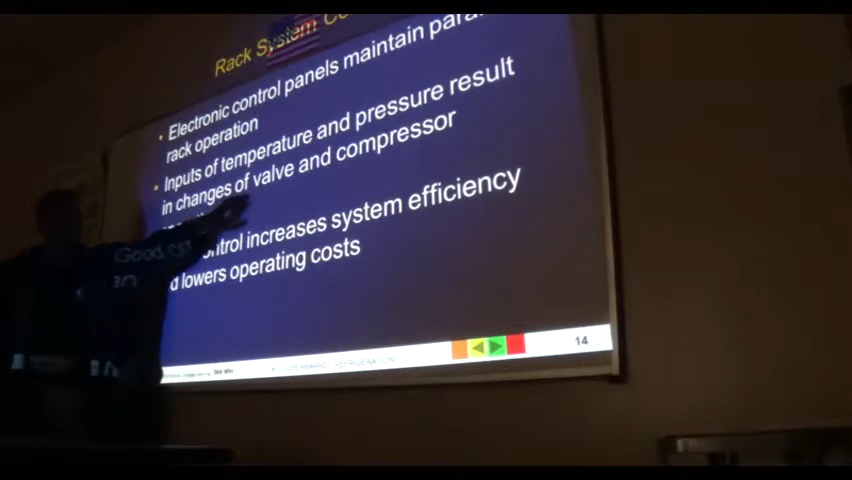 Rack System
• Electronic control panels maintain
rack operation
• Inputs of temperature and pressure result
in changes of valve and compressor
control increases system efficiency
lowers operating costs
14